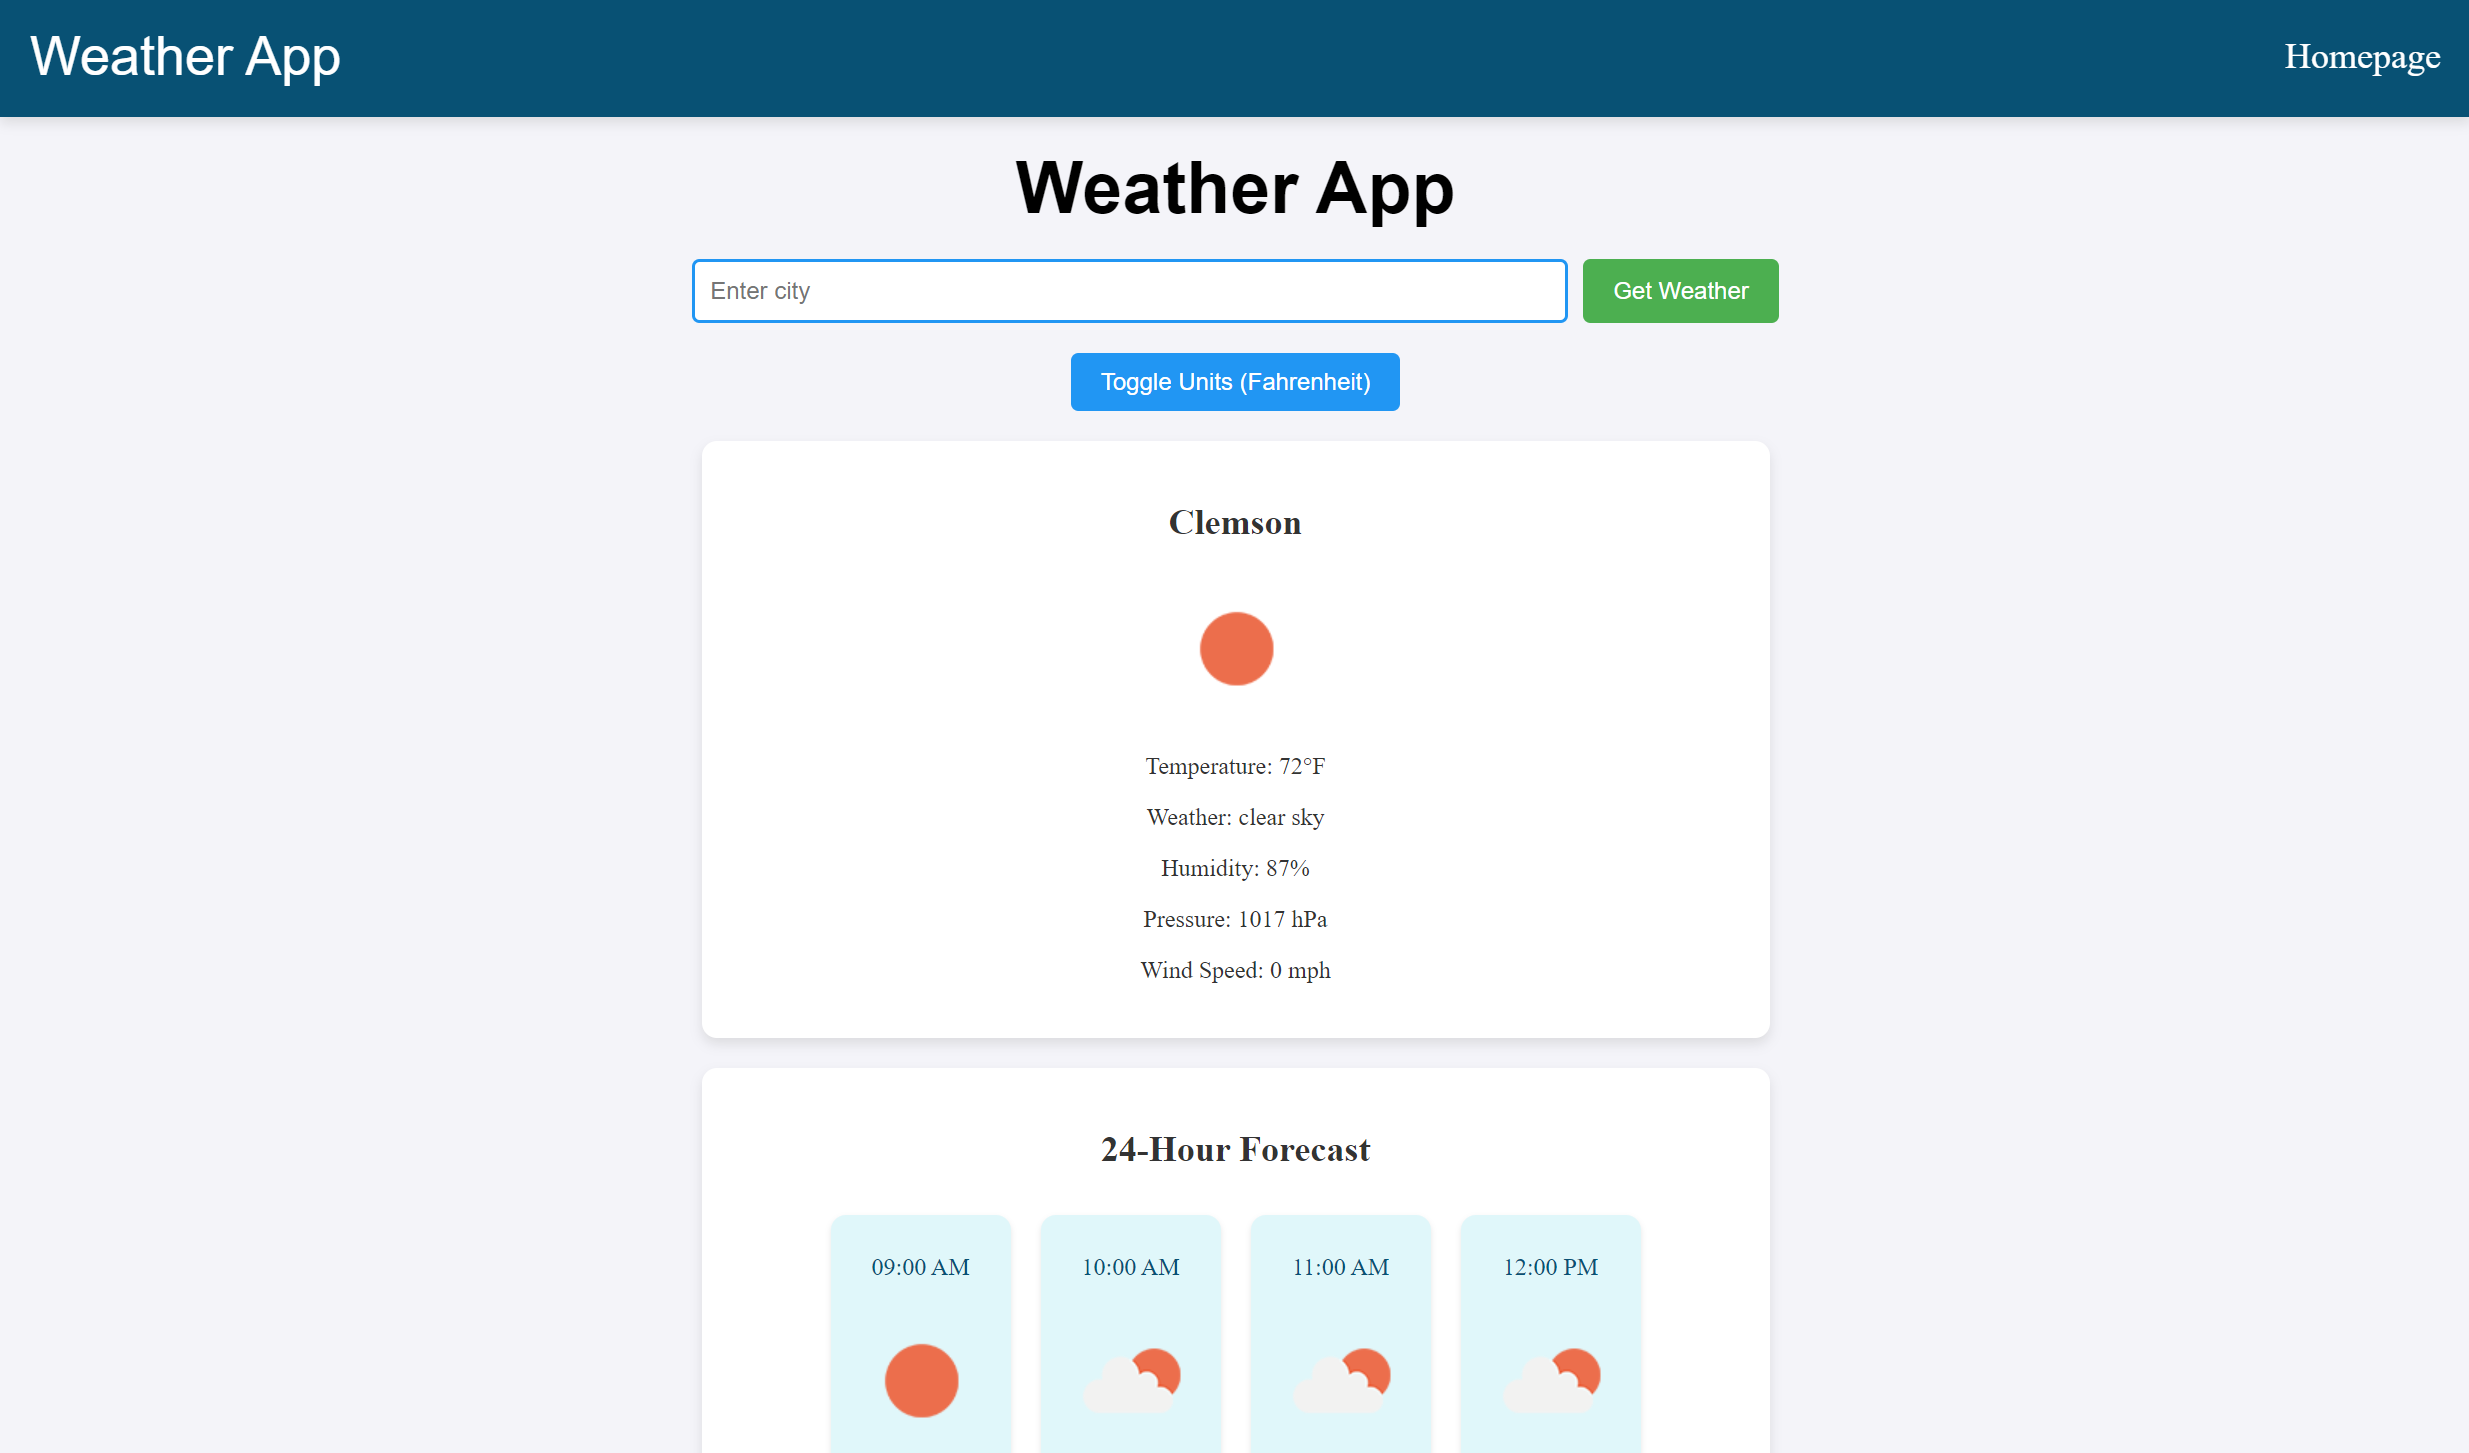 Weather App
Homepage
Weather App
Enter city
Get Weather
Toggle Units (Fahrenheit)
Clemson
Temperature: 72°F
Weather: clear sky
Humidity: 87%
Pressure: 1017 hPa
Wind Speed: 0 mph
24-Hour Forecast
09:00 AM
10:00 AM
11:00 AM
12:00 PM